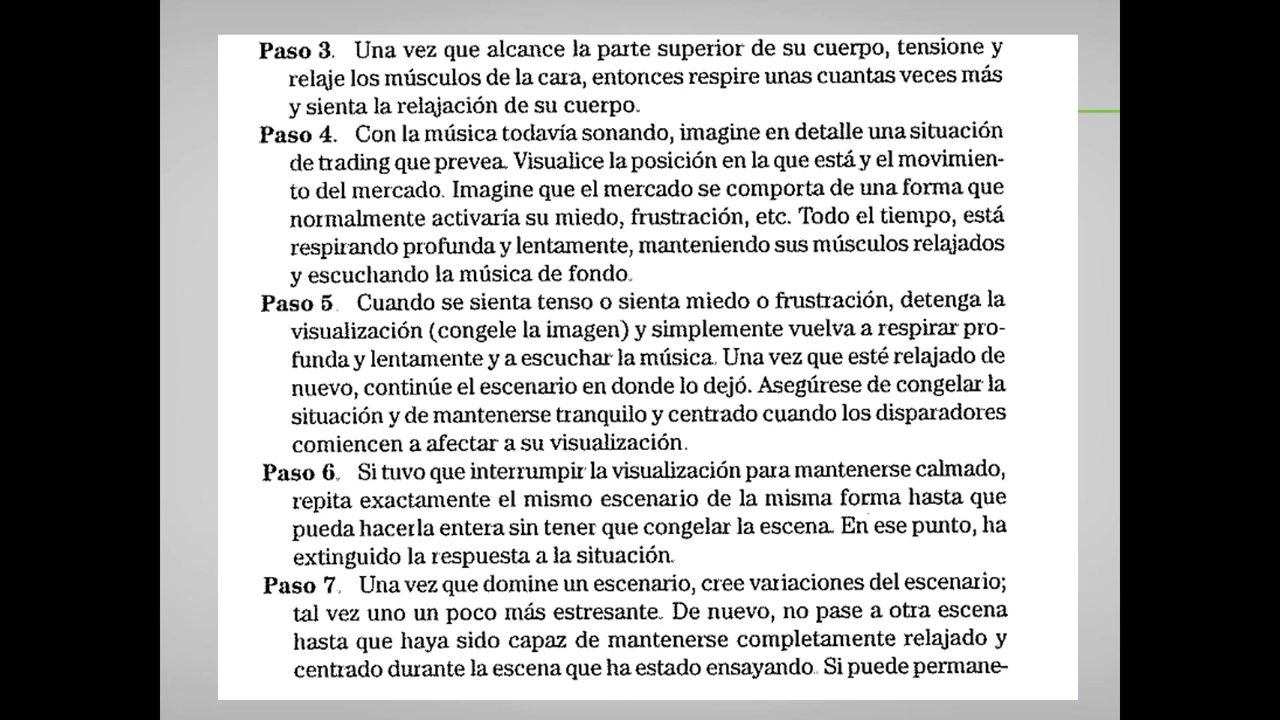 Paso 3. Una vez que alcance la parte superior de su cuerpo, tensione y
relaje los músculos de la cara, entonces respire unas cuantas veces más
y sienta la relajación de su cuerpo.
Paso 4. Con la música todavía sonando, imagine en detalle una situación
de trading que prevea. Visualice la posición en la que está y el movimien-
to del mercado. Imagine que el mercado se comporta de una forma que
normalmente activaría su miedo, frustración, etc. Todo el tiempo, está
respirando profunda y lentamente, manteniendo sus músculos relajados
y escuchando la música de fondo.
Paso 5. Cuando se sienta tenso o sienta miedo o frustración, detenga la
visualización (congele la imagen) y simplemente vuelva a respirar pro-
funda y lentamente y a escuchar la música. Una vez que esté relajado de
nuevo, continúe el escenario en donde lo dejó. Asegúrese de congelar la
situación y de mantenerse tranquilo y centrado cuando los disparadores
comiencen a afectar a su visualización.
Paso 6. Si tuvo que interrumpir la visualización para mantenerse calmado,
repita exactamente el mismo escenario de la misma forma hasta que
pueda hacerla entera sin tener que congelar la escena. En ese punto, ha
extinguido la respuesta a la situación.
Paso 7. Una vez que domine un escenario, cree variaciones del escenario;
tal vez uno un poco más estresante. De nuevo, no pase a otra escena
hasta que haya sido capaz de mantenerse completamente relajado y
centrado durante la escena que ha estado ensayando. Si puede permane-